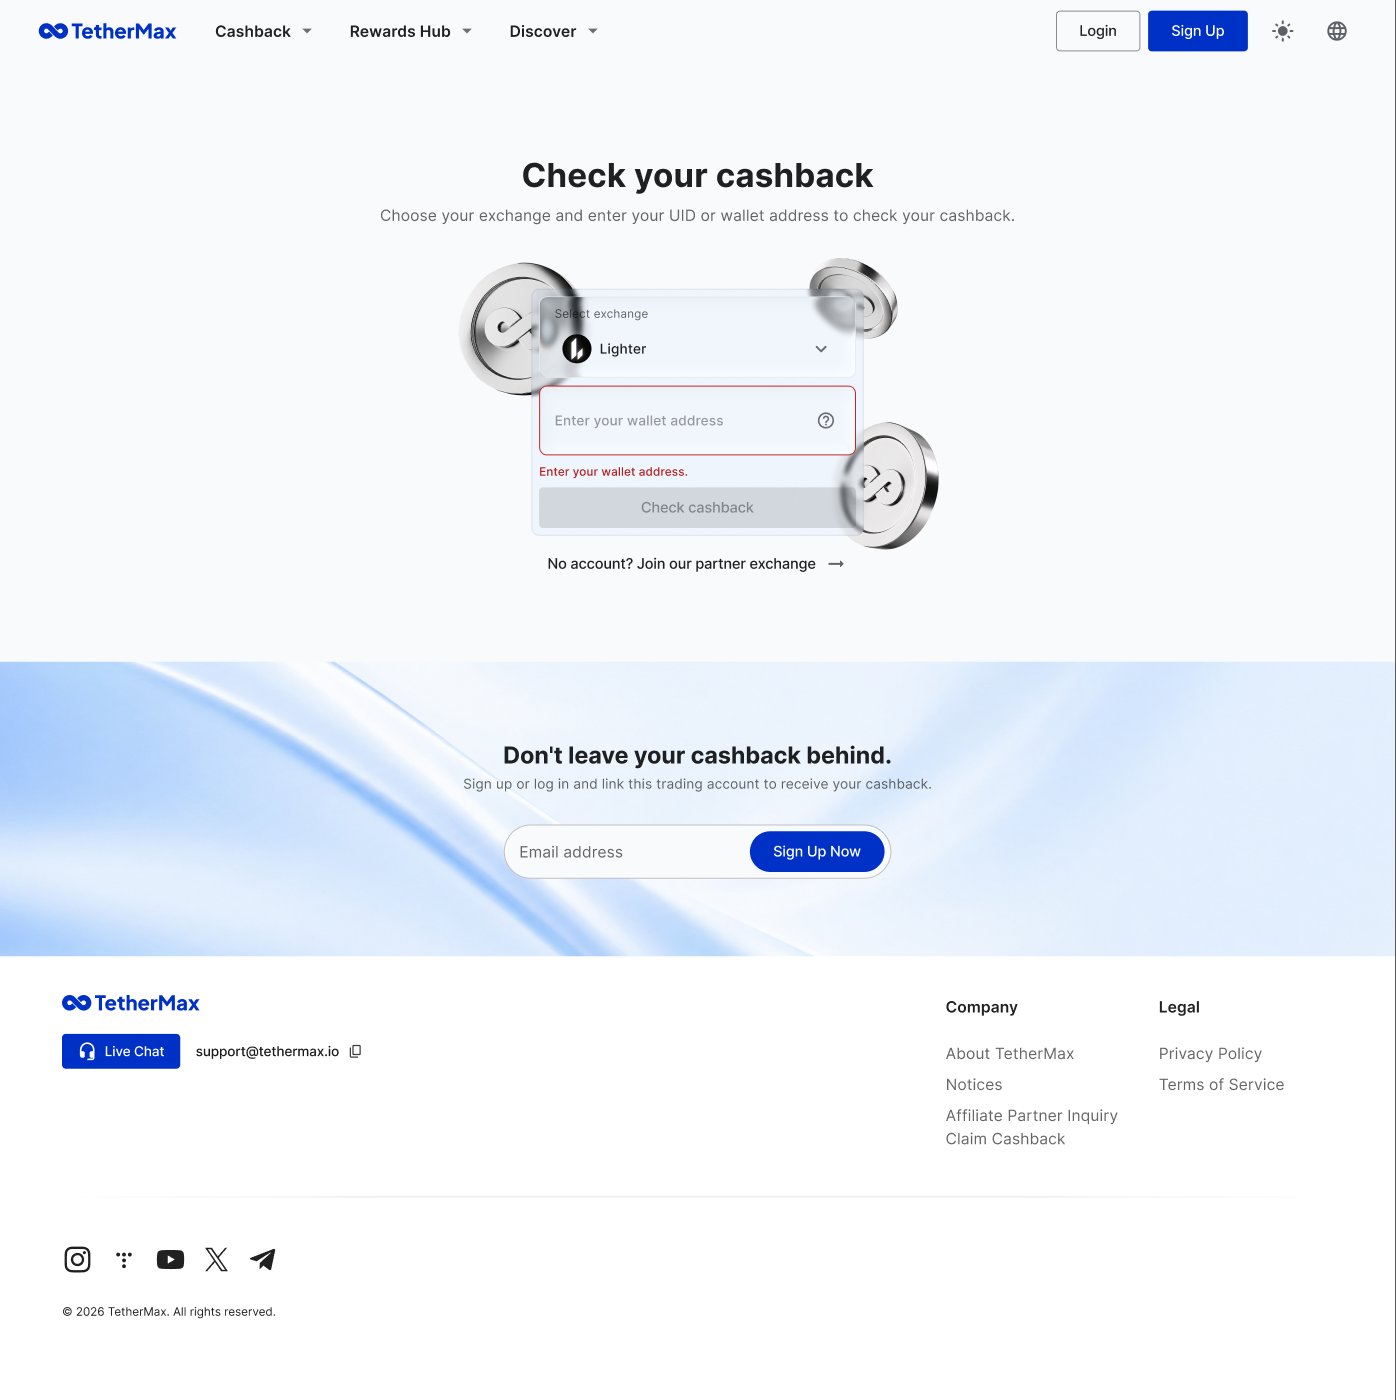 TetherMax
Cashback
Rewards Hub
Discover
Login
Sign Up
Check your cashback
Choose your exchange and enter your UID or wallet address to check your cashback.
Select exchange
Lighter
Enter your wallet address
Enter your wallet address.
Check cashback
No account? Join our partner exchange →
Don't leave your cashback behind.
Sign up or log in and link this trading account to receive your cashback.
Email address
Sign Up Now
TetherMax
Live Chat
support@tethermax.io
Company
About TetherMax
Notices
Affiliate Partner Inquiry
Claim Cashback
Legal
Privacy Policy
Terms of Service
© 2026 TetherMax. All rights reserved.